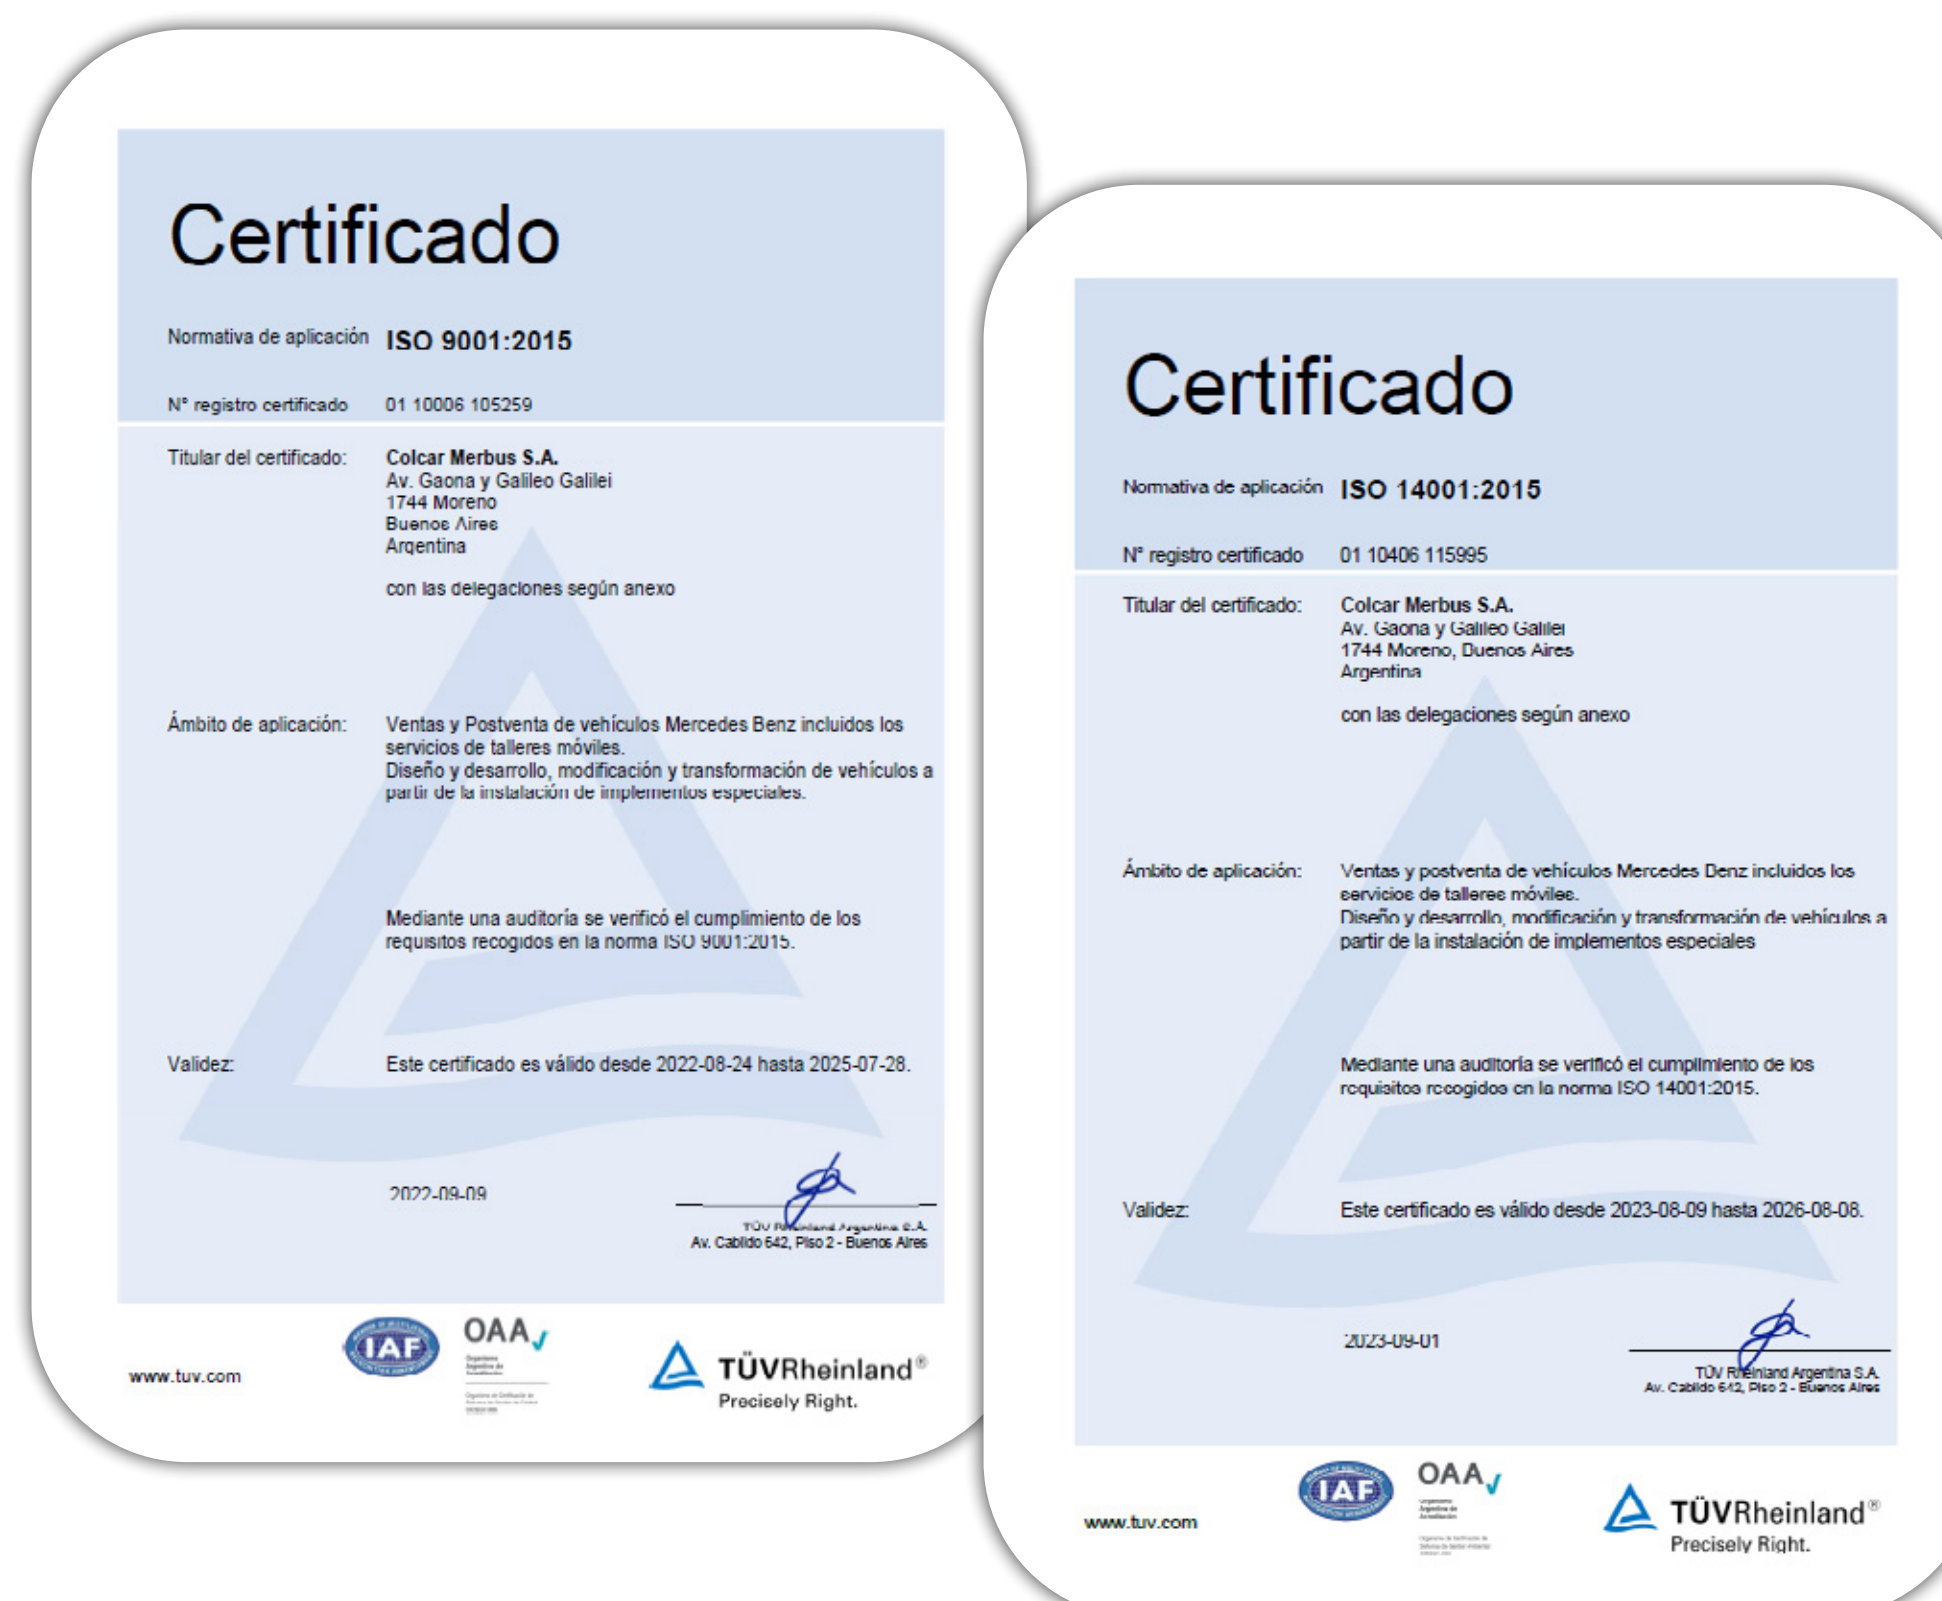 Certificado
Normativa de aplicación ISO 9001:2015
N° registro certificado 01 10006 105259
Titular del certificado: Colcar Merbus S.A.
Av. Gaona y Galileo Galilei
1744 Moreno
Buenos Aires
Argentina
con las delegaciones según anexo
Ámbito de aplicación: Ventas y Postventa de vehículos Mercedes Benz incluidos los
servicios de talleres móviles.
Diseño y desarrollo, modificación y transformación de vehículos a
partir de la instalación de implementos especiales.
Mediante una auditoría se verificó el cumplimiento de los
requisitos recogidos en la norma ISO 9001:2015.
Validez: Este certificado es válido desde 2022-08-24 hasta 2025-07-28.
2022-09-09
TÜV Rheinland Argentina S.A.
Av. Cabildo 642, Piso 2 - Buenos Aires
www.tuv.com
IAF
OAA
Organismo
Argentino de
Acreditación
TÜVRheinland®
Precisely Right.
Certificado
Normativa de aplicación ISO 14001:2015
N° registro certificado 01 10406 115995
Titular del certificado: Colcar Merbus S.A.
Av. Gaona y Galileo Galilei
1744 Moreno, Buenos Aires
Argentina
con las delegaciones según anexo
Ámbito de aplicación: Ventas y postventa de vehículos Mercedes Benz incluidos los
servicios de talleres móviles.
Diseño y desarrollo, modificación y transformación de vehículos a
partir de la instalación de implementos especiales
Mediante una auditoría se verificó el cumplimiento de los
requisitos recogidos en la norma ISO 14001:2015.
Validez: Este certificado es válido desde 2023-08-09 hasta 2026-08-08.
2023-09-01
TÜV Rheinland Argentina S.A.
Av. Cabildo 642, Piso 2 - Buenos Aires
www.tuv.com
IAF
OAA
Organismo
Argentino de
Acreditación
TÜVRheinland®
Precisely Right.